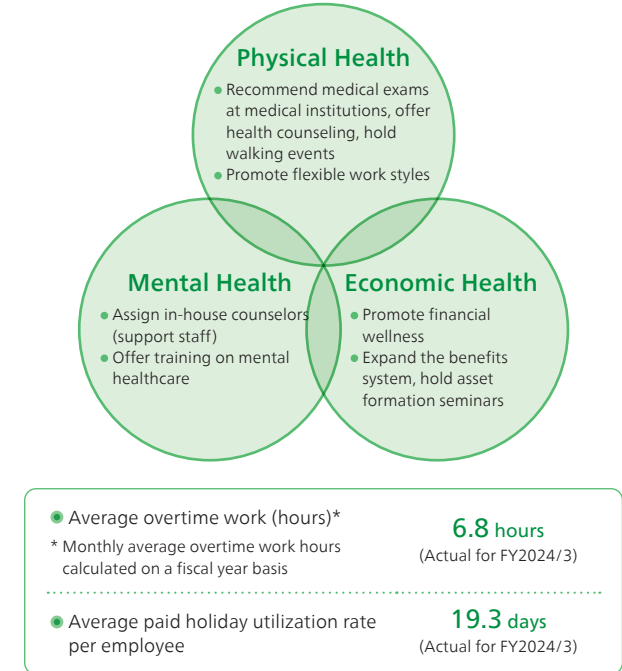 Physical Health
● Recommend medical exams
at medical institutions, offer
health counseling, hold
walking events
● Promote flexible work styles
Mental Health
● Assign in-house counselors
(support staff)
● Offer training on mental
healthcare
Economic Health
● Promote financial
wellness
● Expand the benefits
system, hold asset
formation seminars
◉ Average overtime work (hours)*
* Monthly average overtime work hours
calculated on a fiscal year basis
6.8 hours
(Actual for FY2024/3)
◉ Average paid holiday utilization rate
per employee
19.3 days
(Actual for FY2024/3)